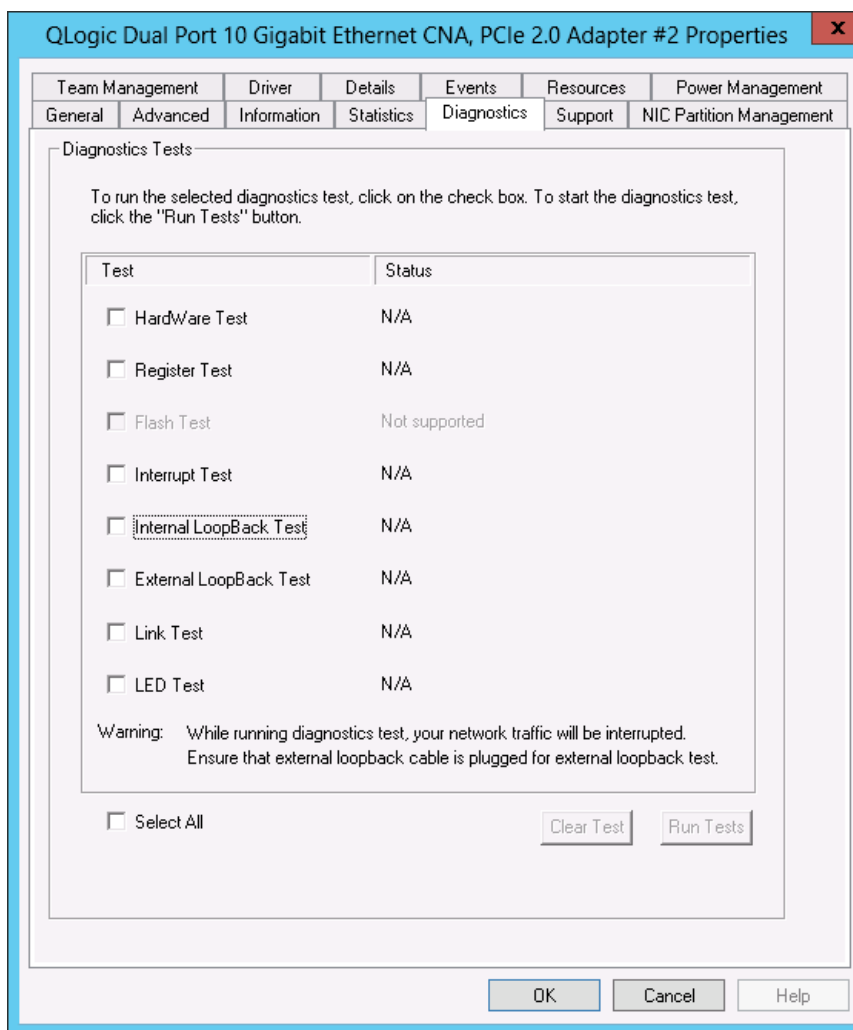 QLogic Dual Port 10 Gigabit Ethernet CNA, PCIe 2.0 Adapter #2 Properties x
Team Management Driver Details Events Resources Power Management
General Advanced Information Statistics Diagnostics Support NIC Partition Management
Diagnostics Tests
To run the selected diagnostics test, click on the check box. To start the diagnostics test,
click the "Run Tests" button.
Test Status
HardWare Test N/A
Register Test N/A
Flash Test Not supported
Interrupt Test N/A
Internal LoopBack Test N/A
External LoopBack Test N/A
Link Test N/A
LED Test N/A
Warning: While running diagnostics test, your network traffic will be interrupted.
Ensure that external loopback cable is plugged for external loopback test.
Select All Clear Test Run Tests
OK Cancel Help